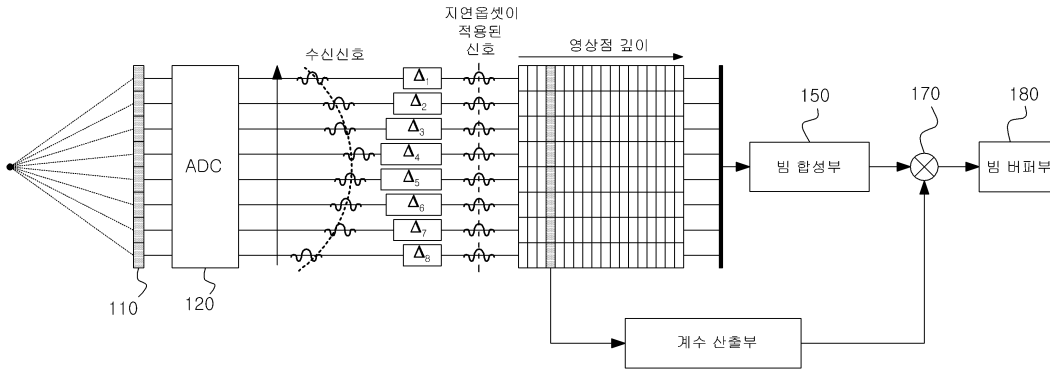 지연옵셋이
적용된
신호
수신신호
영상점 깊이
ADC
Δ₁
Δ₂
Δ₃
Δ₄
Δ₅
Δ₆
Δ₇
Δ₈
150
170
180
빔 합성부
빔 버퍼부
110
120
계수 산출부